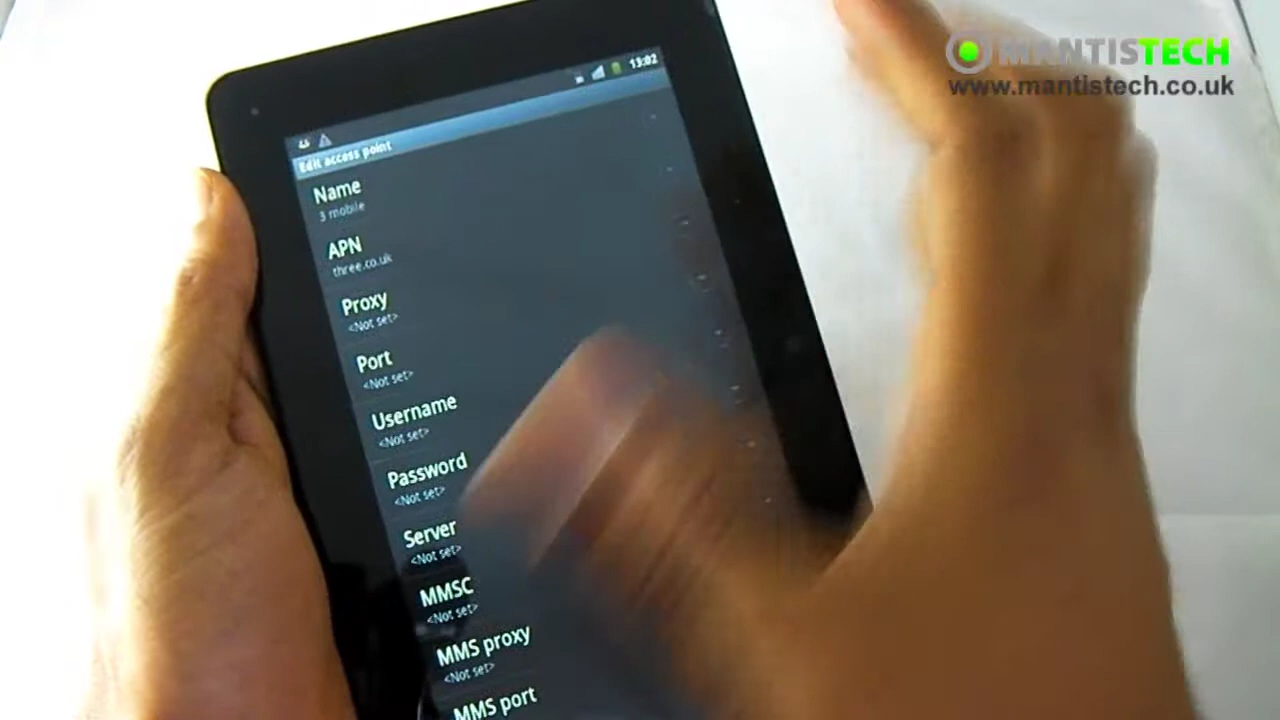 MANTISTECH
www.mantistech.co.uk
13:02
Edit access point
Name
3 mobile
APN
three.co.uk
Proxy
<Not set>
Port
<Not set>
Username
<Not set>
Password
<Not set>
Server
<Not set>
MMSC
<Not set>
MMS proxy
<Not set>
MMS port